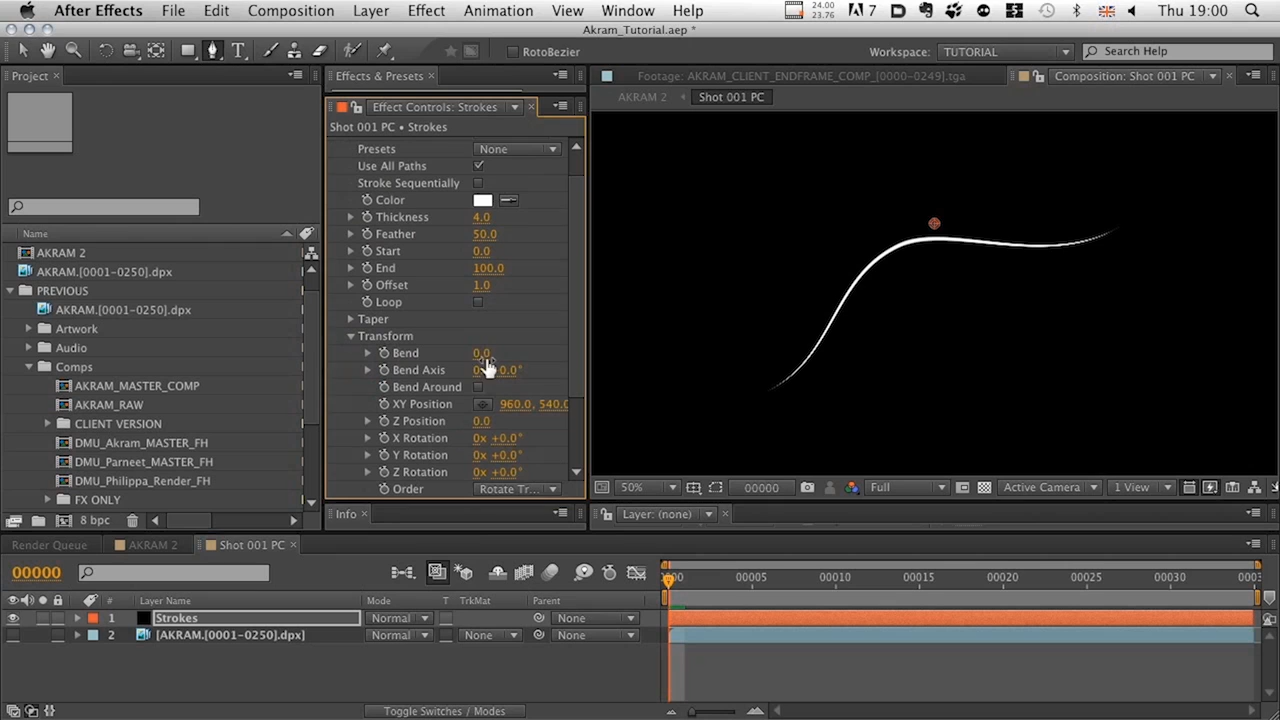 After Effects File Edit Composition Layer Effect Animation View Window Help 24.00 23.76 7 Thu 19:00
Akram_Tutorial.aep *
RotoBezier Workspace: TUTORIAL Search Help
Project
Effects & Presets
Footage: AKRAM_CLIENT_ENDFRAME_COMP_[0000-0249].tga
Composition: Shot 001 PC
AKRAM 2 Shot 001 PC
Effect Controls: Strokes
Shot 001 PC • Strokes
Presets None
Use All Paths
Stroke Sequentially
Color
Thickness 4.0
Feather 50.0
Start 0.0
End 100.0
Offset 1.0
Loop
Taper
Transform
Bend 0.0
Bend Axis
Bend Around
XY Position 960.0, 540.0
Z Position 0.0
X Rotation 0x +0.0°
Y Rotation 0x +0.0°
Z Rotation 0x +0.0°
Order Rotate Tr...
Name
AKRAM 2
AKRAM.[0001-0250].dpx
PREVIOUS
AKRAM.[0001-0250].dpx
Artwork
Audio
Comps
AKRAM_MASTER_COMP
AKRAM_RAW
CLIENT VERSION
DMU_Akram_MASTER_FH
DMU_Parneet_MASTER_FH
DMU_Philippa_Render_FH
FX ONLY
8 bpc
Info
50% 00000 Full Active Camera 1 View
Layer: (none)
Render Queue AKRAM 2 Shot 001 PC
00000
00005 00010 00015 00020 00025 00030
# Layer Name Mode T TrkMat Parent
1 Strokes Normal None
2 [AKRAM.[0001-0250].dpx] Normal None None
Toggle Switches / Modes